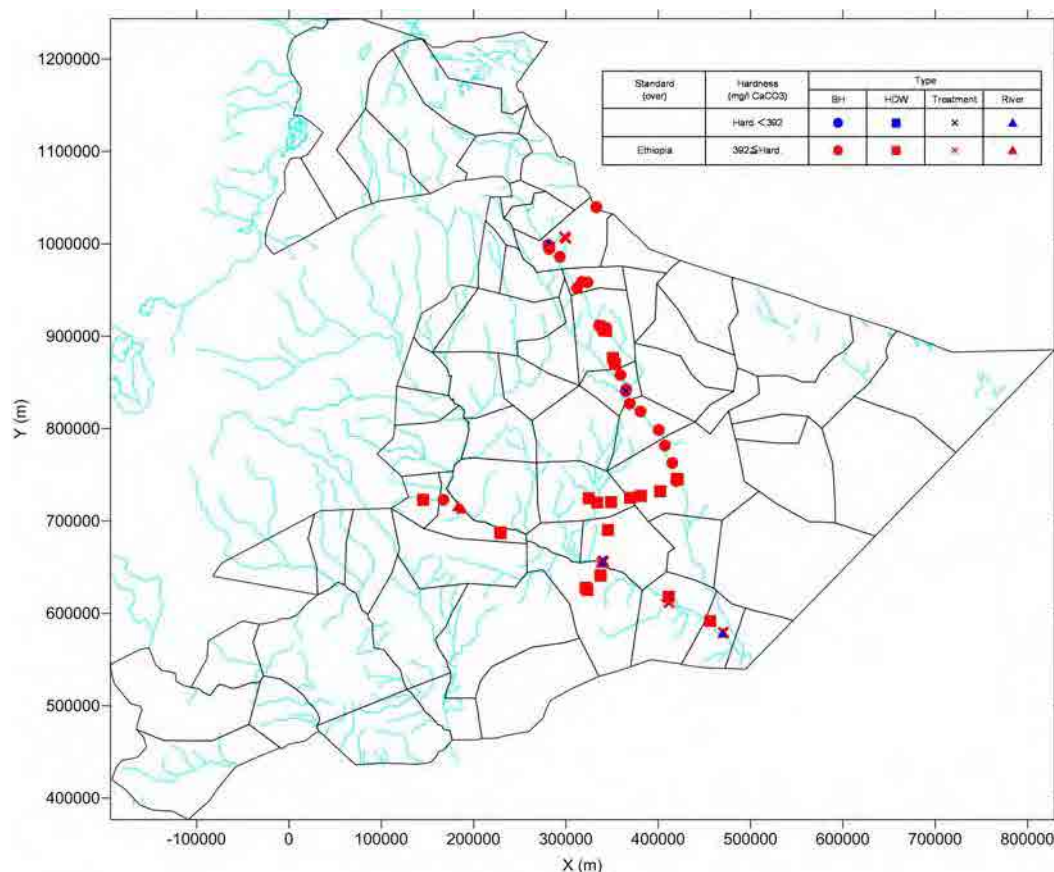 1200000
1100000
1000000
900000
800000
700000
600000
500000
400000
Y (m)
Standard (over) Hardness (mg/l CaCO3) Type
BH HDW Treatment River
Hard <392
Ethiopia 392≦Hard
-100000 0 100000 200000 300000 400000 500000 600000 700000 800000
X (m)